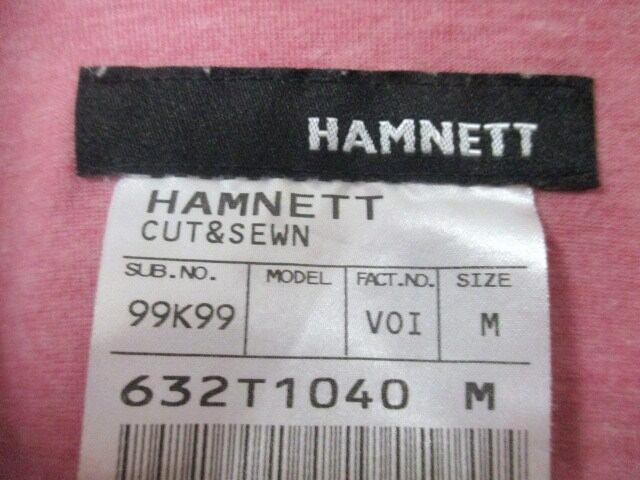 HAMNETT
HAMNETT
CUT&SEWN
SUB.NO. MODEL FACT.NO. SIZE
99K99 VOI M
632T1040 M